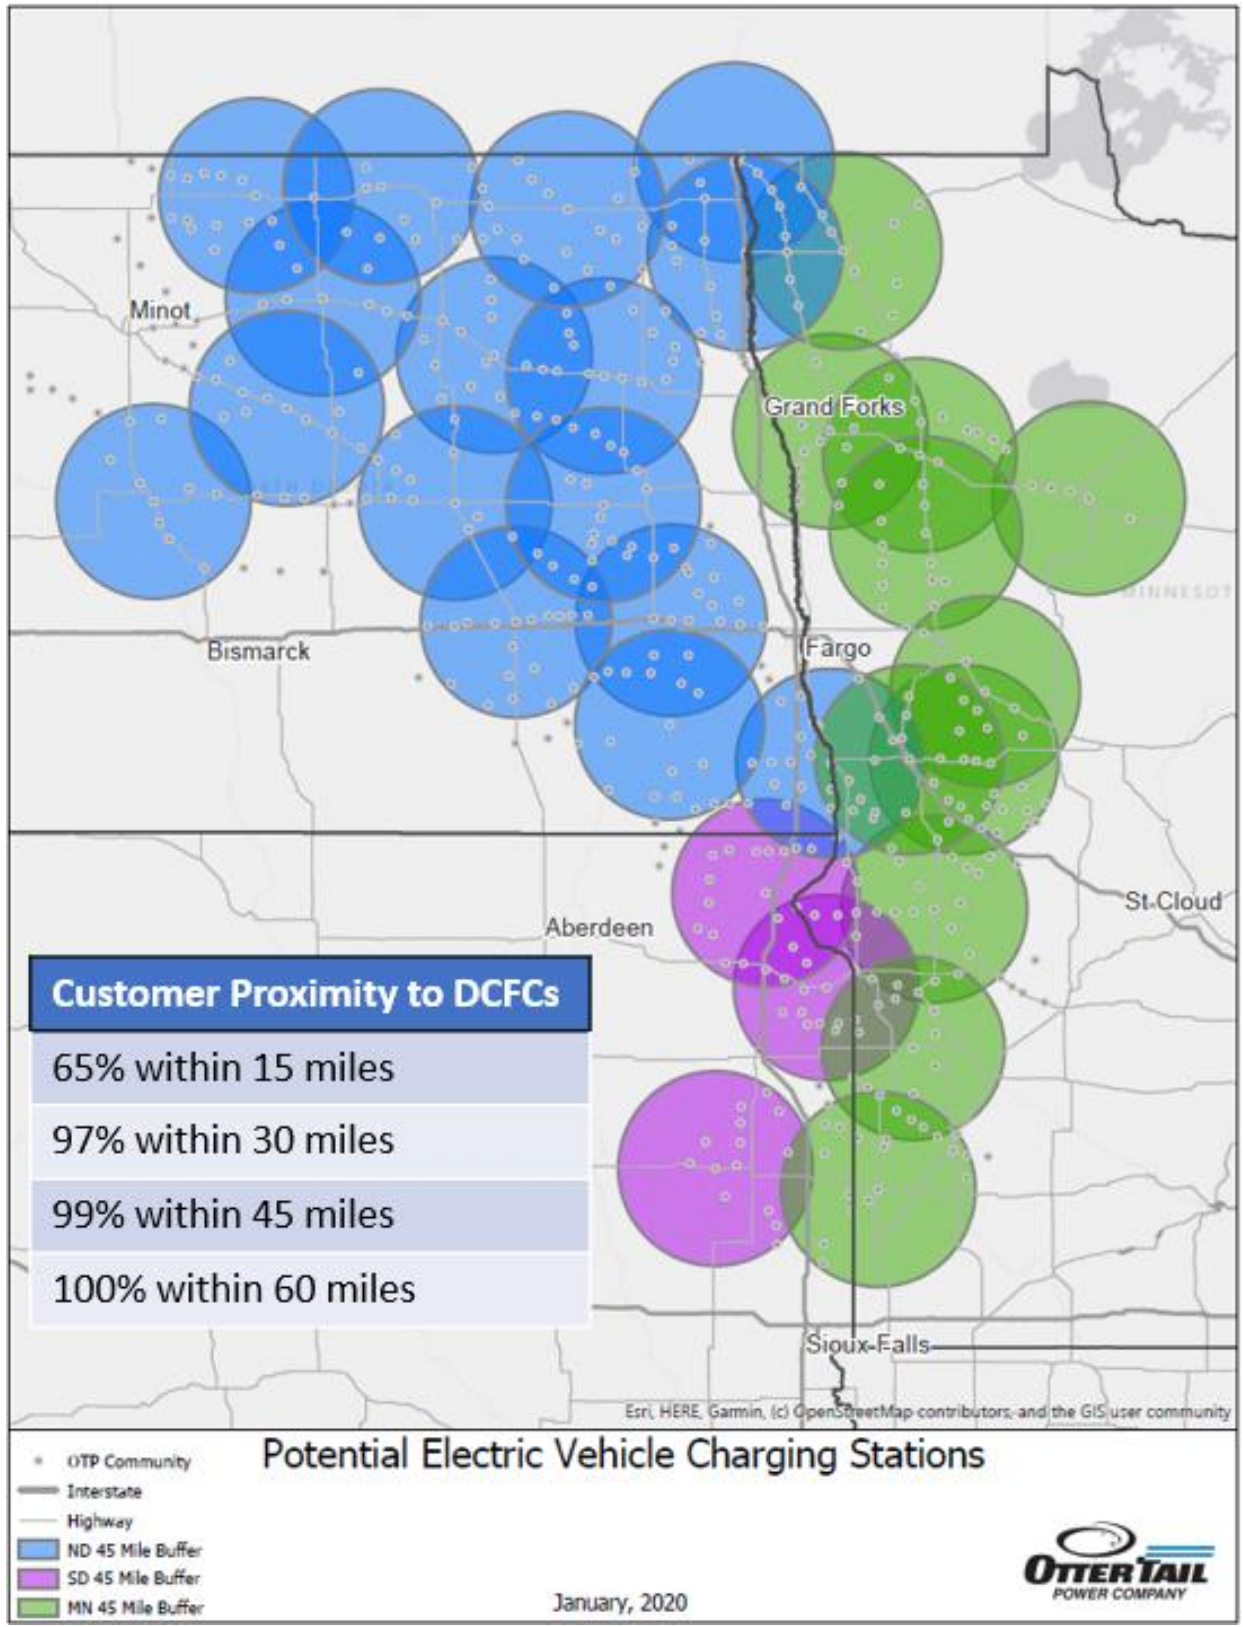 Minot
Grand Forks
NORTH DAKOTA
MINNESOT
Fargo
Bismarck
St Cloud
Aberdeen
Customer Proximity to DCFCs
65% within 15 miles
97% within 30 miles
99% within 45 miles
100% within 60 miles
Sioux Falls
Esri, HERE, Garmin, (c) OpenStreetMap contributors, and the GIS user community
Potential Electric Vehicle Charging Stations
OTP Community
Interstate
Highway
ND 45 Mile Buffer
SD 45 Mile Buffer
MN 45 Mile Buffer
January, 2020
OTTER TAIL
POWER COMPANY